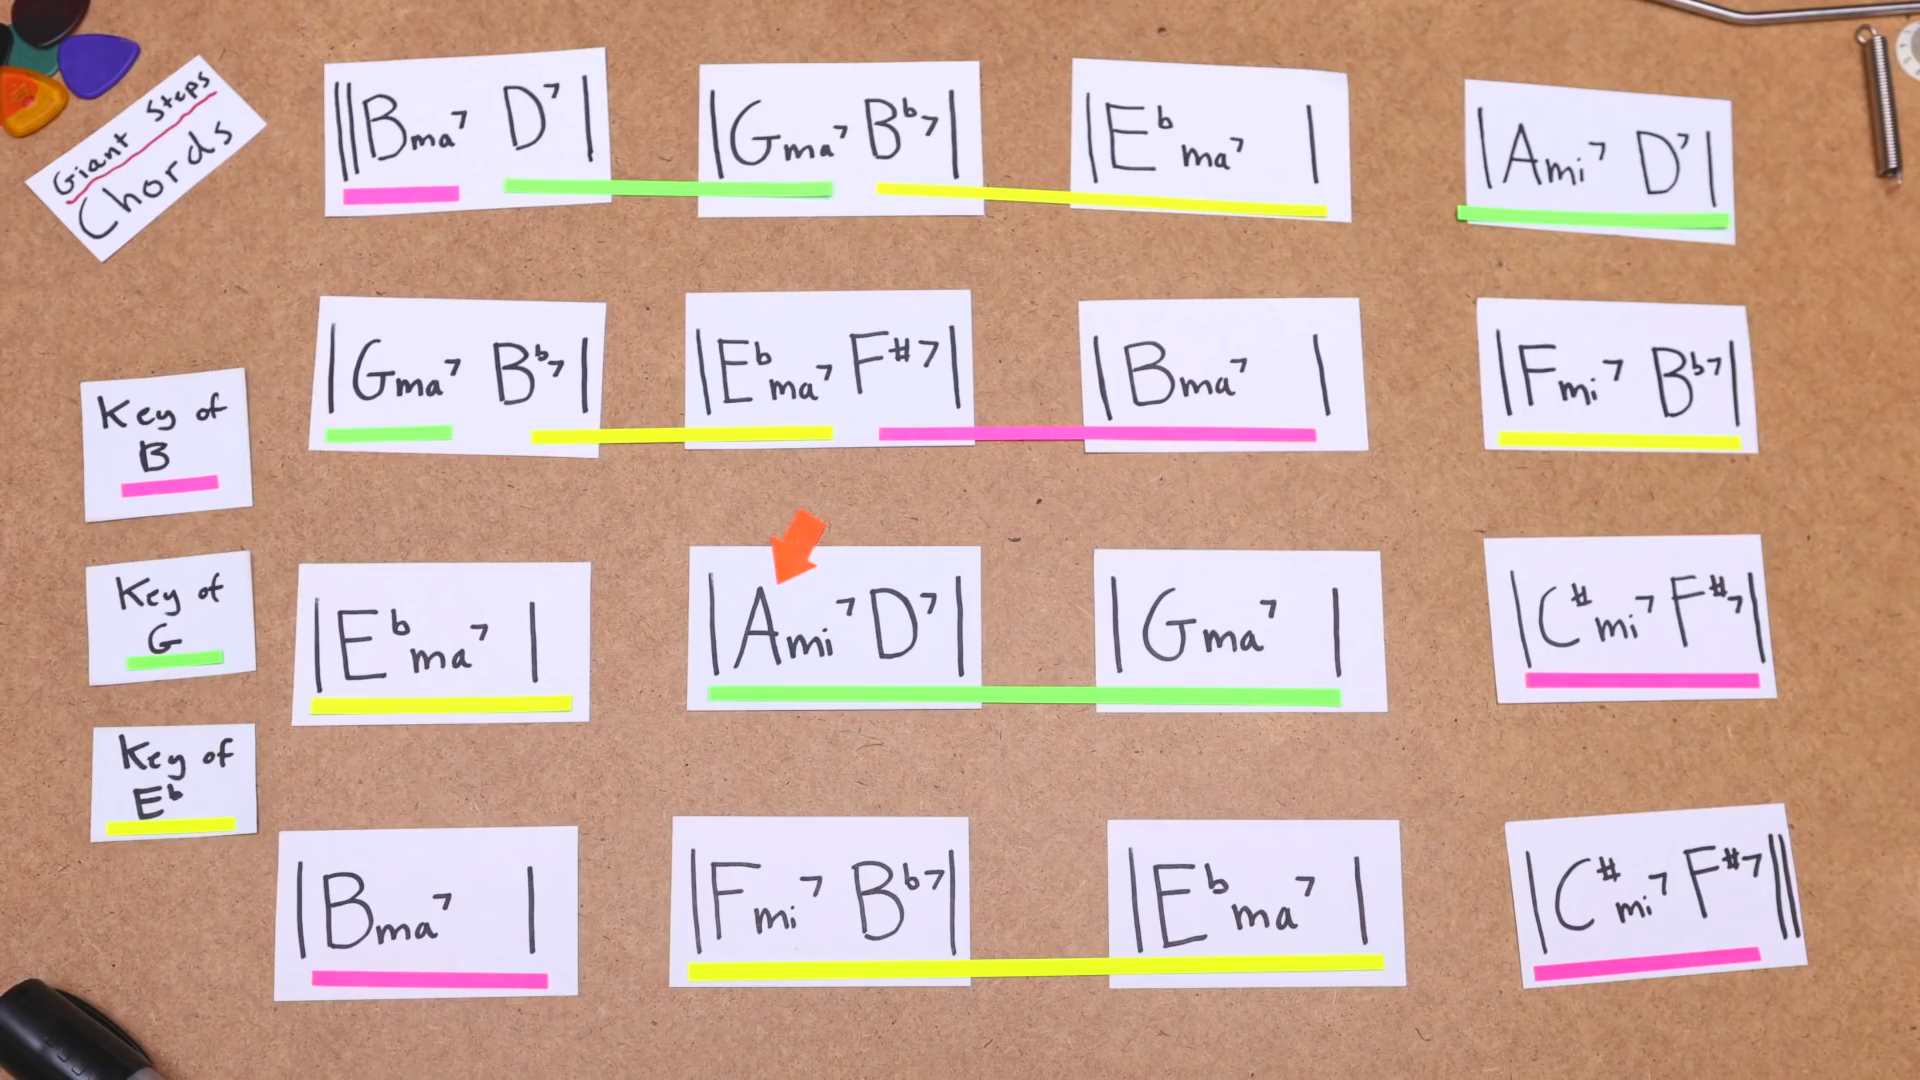 Giant Steps
Chords
||Bma7 D7|
|Gma7 Bb7|
|Ebma7 |
|Ami7 D7|
|Gma7 Bb7|
|Ebma7 F#7|
|Bma7 |
|Fmi7 Bb7|
Key of
B
Key of
G
Key of
Eb
|Ebma7 |
|Ami7 D7|
|Gma7 |
|C#mi7 F#7|
|Bma7 |
|Fmi7 Bb7|
|Ebma7 |
|C#mi7 F#7||